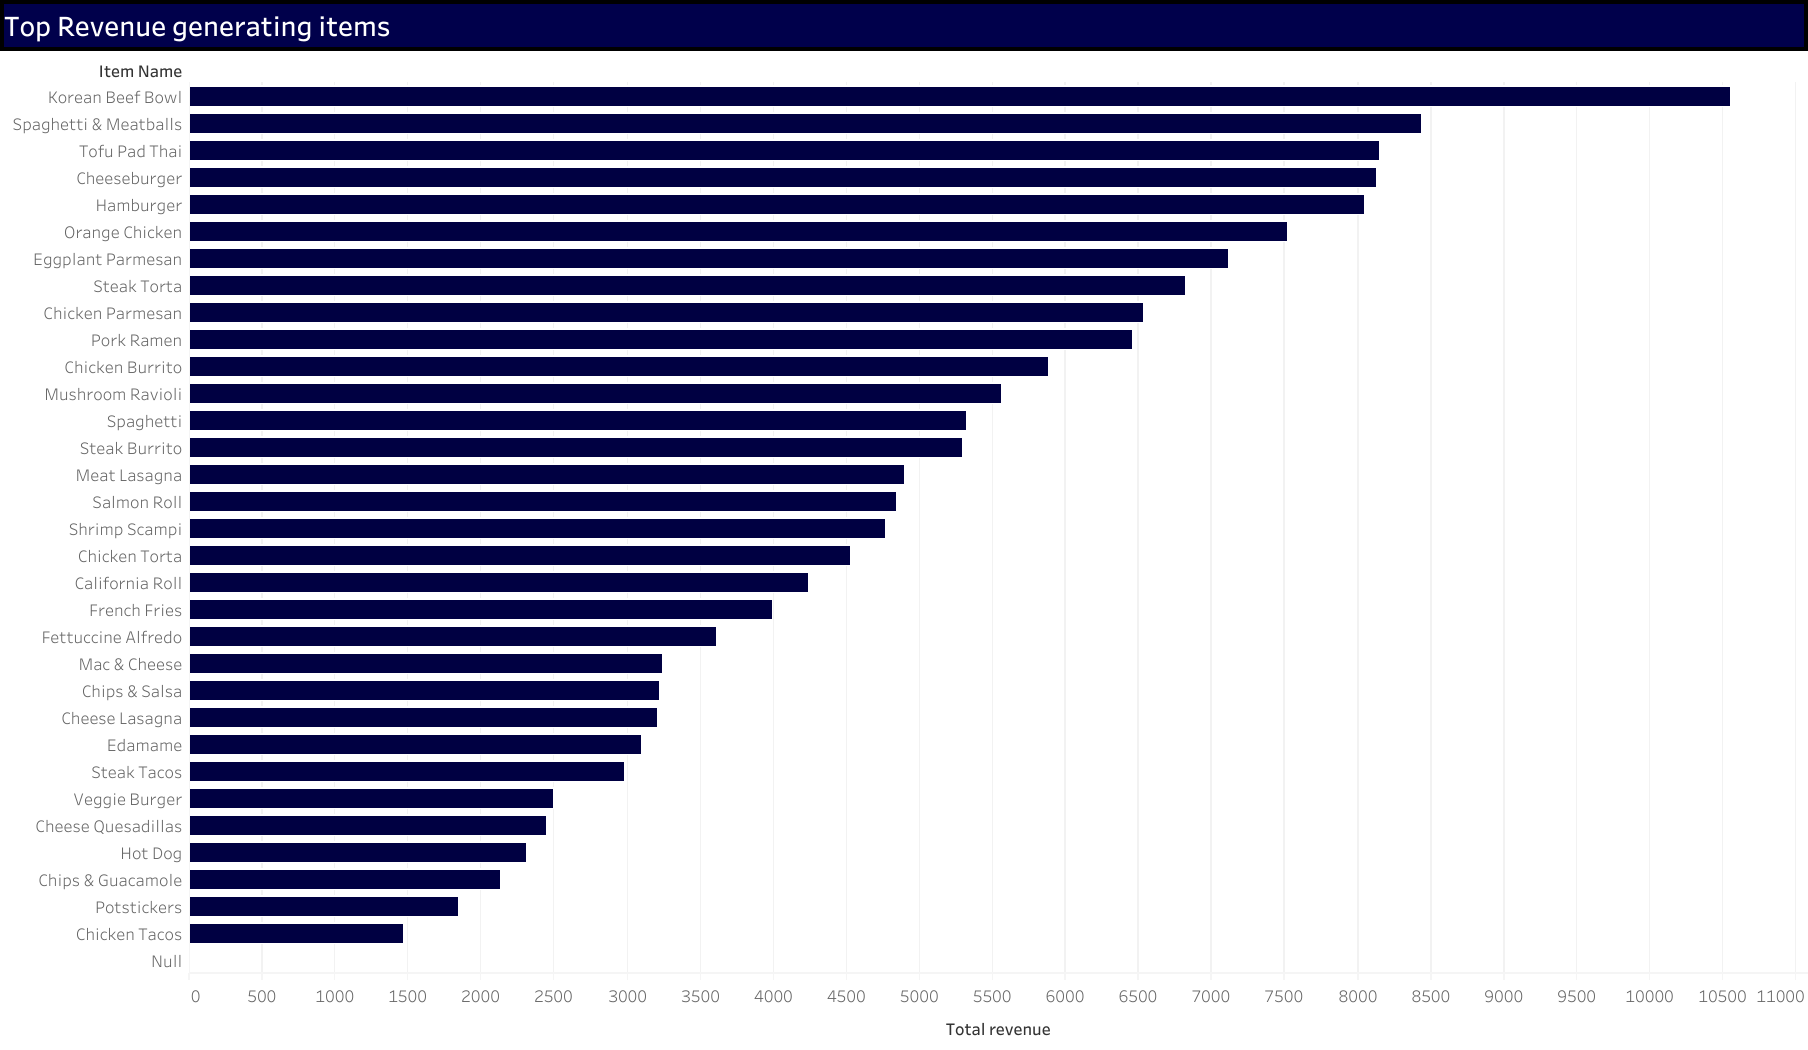 Top Revenue generating items
Item Name
Korean Beef Bowl
Spaghetti & Meatballs
Tofu Pad Thai
Cheeseburger
Hamburger
Orange Chicken
Eggplant Parmesan
Steak Torta
Chicken Parmesan
Pork Ramen
Chicken Burrito
Mushroom Ravioli
Spaghetti
Steak Burrito
Meat Lasagna
Salmon Roll
Shrimp Scampi
Chicken Torta
California Roll
French Fries
Fettuccine Alfredo
Mac & Cheese
Chips & Salsa
Cheese Lasagna
Edamame
Steak Tacos
Veggie Burger
Cheese Quesadillas
Hot Dog
Chips & Guacamole
Potstickers
Chicken Tacos
Null
0 500 1000 1500 2000 2500 3000 3500 4000 4500 5000 5500 6000 6500 7000 7500 8000 8500 9000 9500 10000 10500 11000
Total revenue